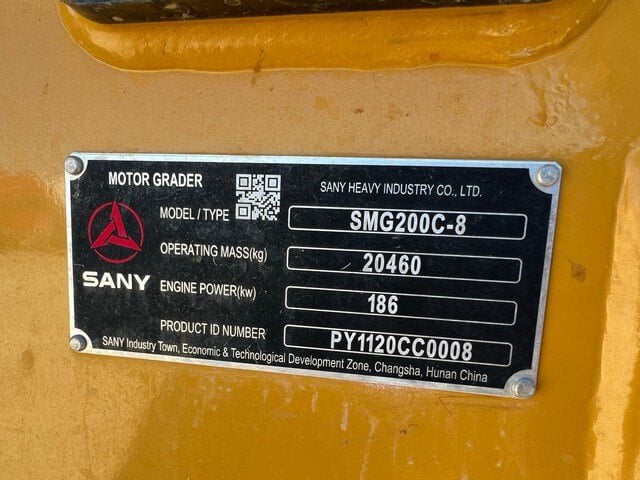 MOTOR GRADER
SANY HEAVY INDUSTRY CO., LTD.
MODEL / TYPE SMG200C-8
OPERATING MASS(kg) 20460
SANY
ENGINE POWER(kw) 186
PRODUCT ID NUMBER PY1120CC0008
SANY Industry Town, Economic & Technological Development Zone, Changsha, Hunan China